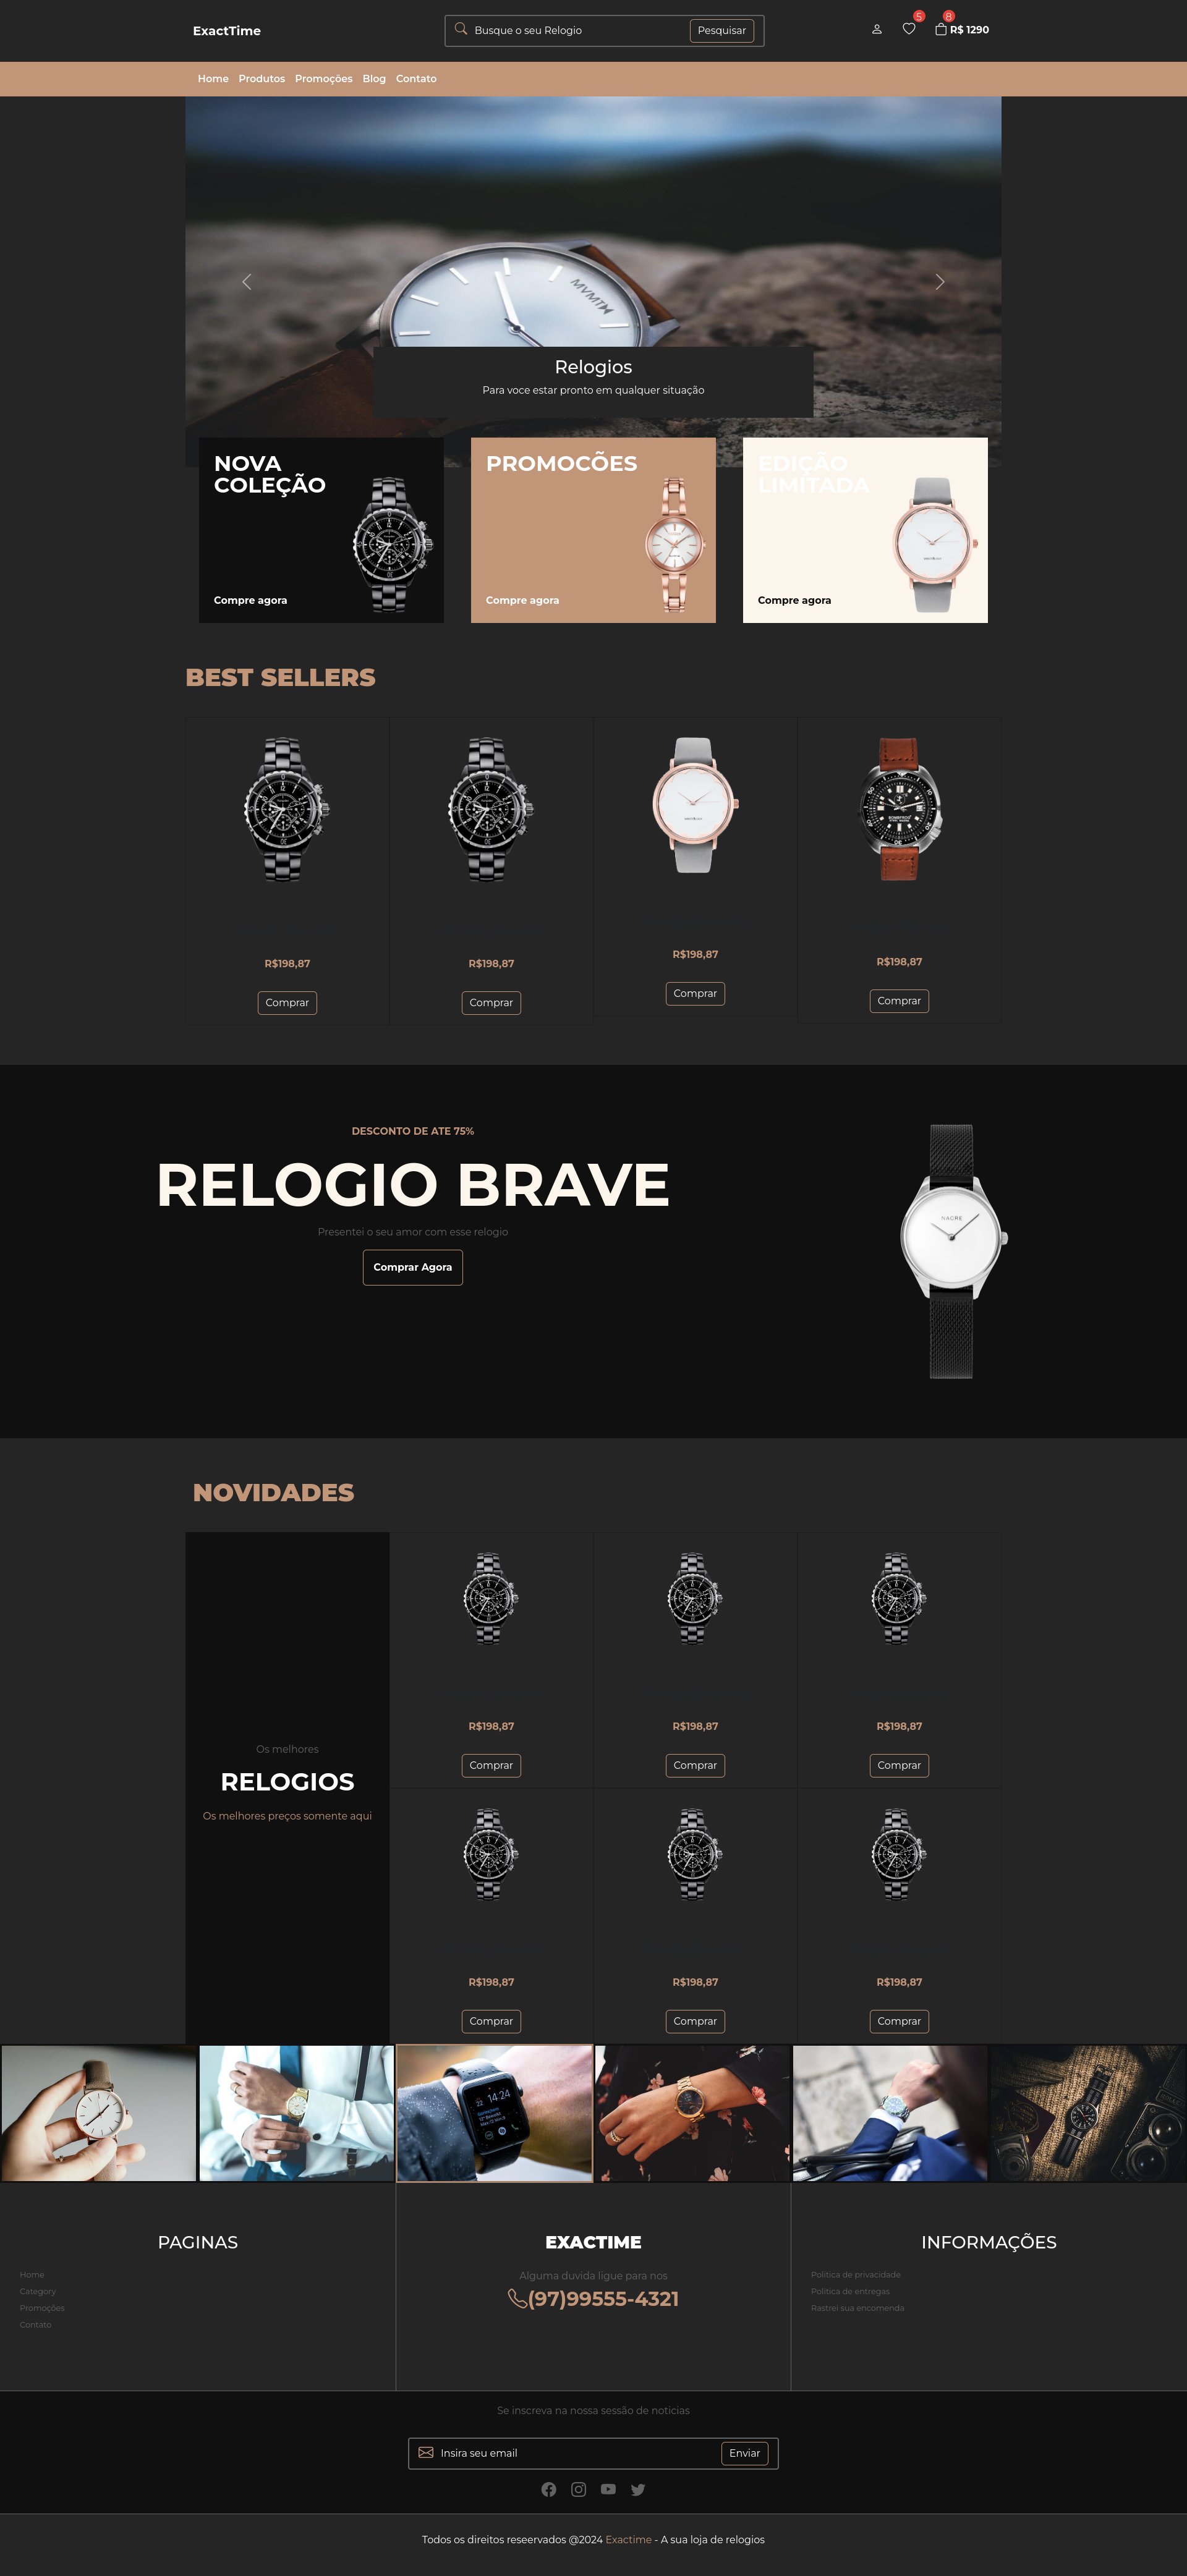 ExactTime
Busque o seu Relogio
Pesquisar
5
8
R$ 1290
Home Produtos Promoções Blog Contato
MVMT
Relogios
Para voce estar pronto em qualquer situação
NOVA
COLEÇÃO
Compre agora
PROMOCÕES
Compre agora
EDIÇÃO
LIMITADA
Compre agora
BEST SELLERS
R$198,87
Comprar
R$198,87
Comprar
R$198,87
Comprar
R$198,87
Comprar
DESCONTO DE ATE 75%
RELOGIO BRAVE
Presentei o seu amor com esse relogio
Comprar Agora
NACRE
NOVIDADES
Os melhores
RELOGIOS
Os melhores preços somente aqui
R$198,87
Comprar
R$198,87
Comprar
R$198,87
Comprar
R$198,87
Comprar
R$198,87
Comprar
R$198,87
Comprar
14:24
PAGINAS
Home
Category
Promoções
Contato
EXACTIME
Alguma duvida ligue para nos
(97)99555-4321
INFORMAÇÕES
Politica de privacidade
Politica de entregas
Rastrei sua encomenda
Se inscreva na nossa sessão de noticias
Insira seu email
Enviar
Todos os direitos reseervados @2024 Exactime - A sua loja de relogios